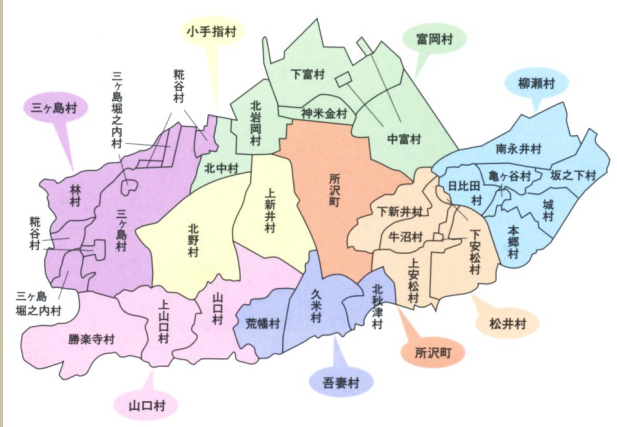 小手指村
富岡村
柳瀬村
三ヶ島村
三ヶ島堀之内村
糀谷村
下富村
北岩岡村
神米金村
中富村
南永井村
亀ヶ谷村
坂之下村
日比田村
城村
本郷村
北中村
林村
糀谷村
三ヶ島村
三ヶ島
堀之内村
北野村
上新井村
所沢町
下新井村
牛沼村
上安松村
下安松村
勝楽寺村
上山口村
山口村
荒幡村
久米村
北秋津村
松井村
所沢町
吾妻村
山口村